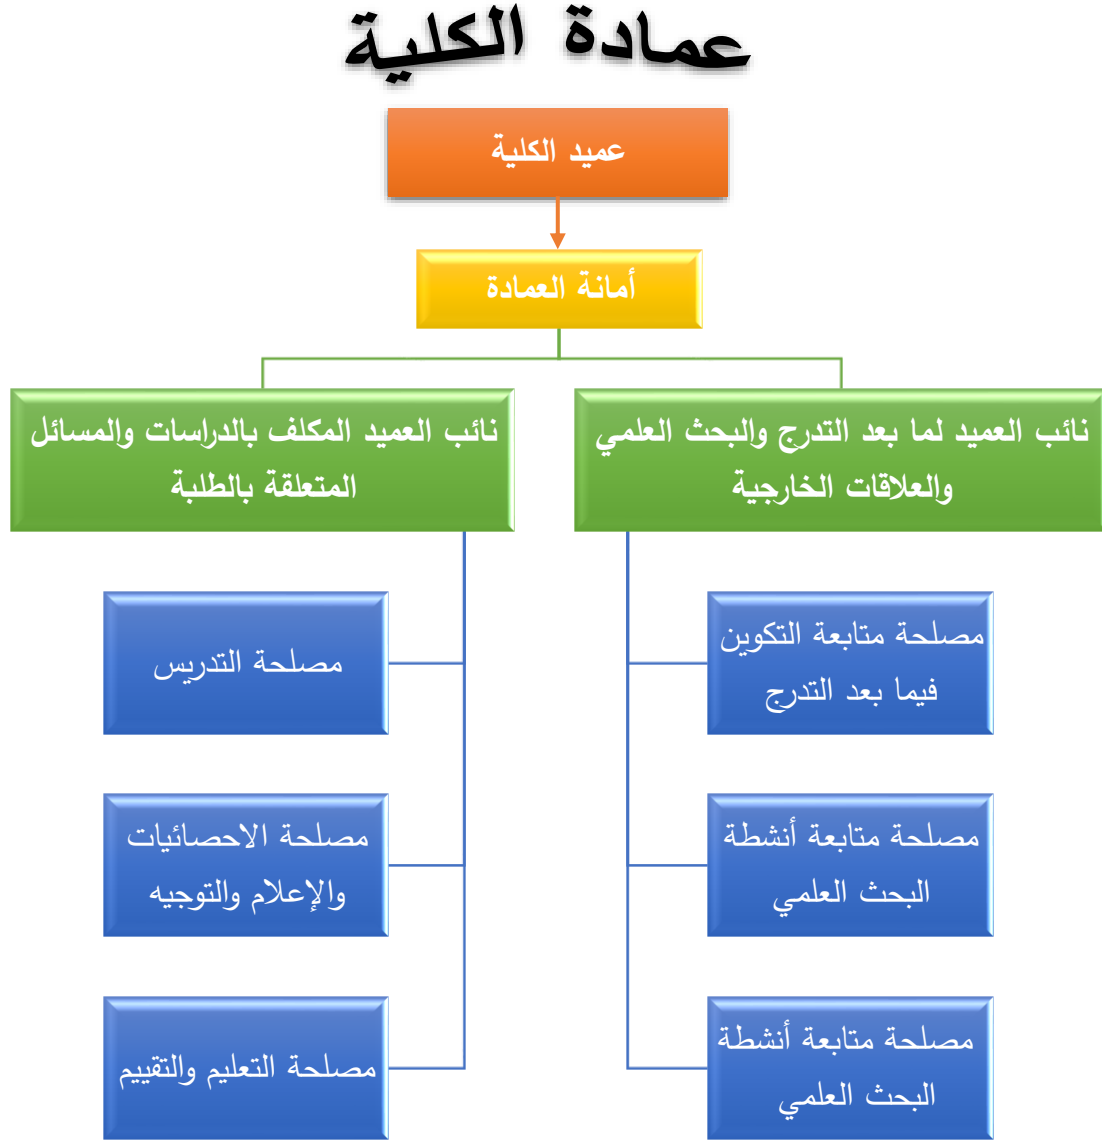 عمادة الكلية
عميد الكلية
أمانة العمادة
نائب العميد لما بعد التدرج والبحث العلمي
والعلاقات الخارجية
نائب العميد المكلف بالدراسات والمسائل
المتعلقة بالطلبة
مصلحة متابعة التكوين
فيما بعد التدرج
مصلحة التدريس
مصلحة متابعة أنشطة
البحث العلمي
مصلحة الاحصائيات
والإعلام والتوجيه
مصلحة متابعة أنشطة
البحث العلمي
مصلحة التعليم والتقييم